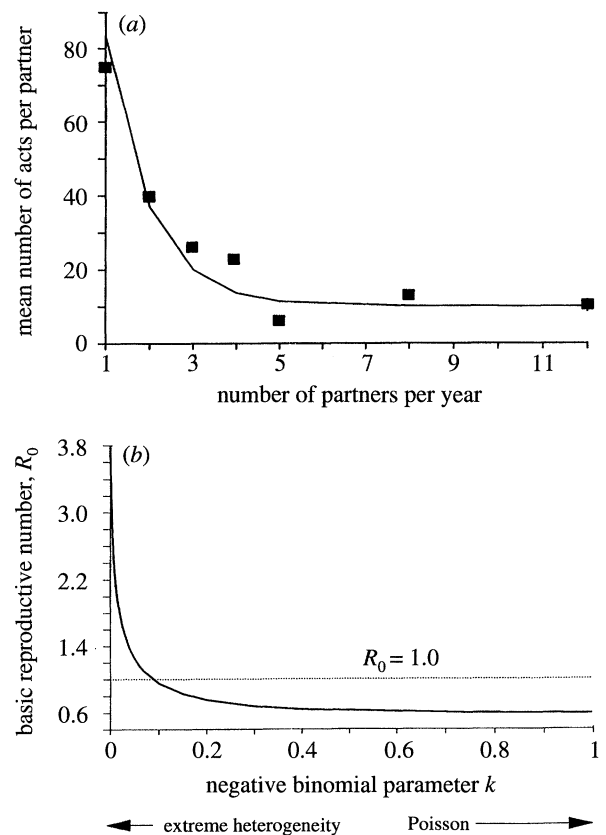 (a)
mean number of acts per partner
80
60
40
20
0
1 3 5 7 9 11
number of partners per year
(b)
basic reproductive number, R₀
3.8
3.0
2.2
1.4
0.6
R₀ = 1.0
0 0.2 0.4 0.6 0.8 1
negative binomial parameter k
extreme heterogeneity Poisson